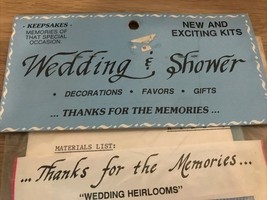 - KEEPSAKES -
MEMORIES OF
THAT SPECIAL
OCCASION.
NEW AND
EXCITING KITS
Wedding & Shower
• DECORATIONS • FAVORS • GIFTS
... THANKS FOR THE MEMORIES ...
MATERIALS LIST:
... Thanks for the Memories...
"WEDDING HEIRLOOMS"